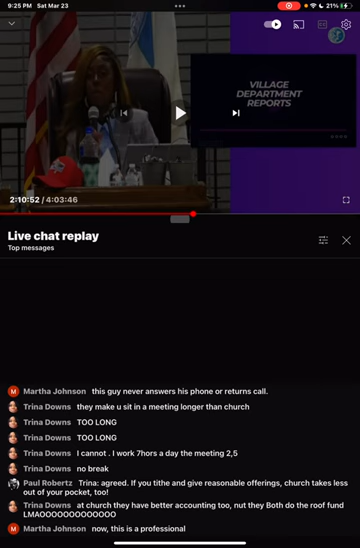 9:25 PM Sat Mar 23
21%
VILLAGE
DEPARTMENT
REPORTS
2:10:52 / 4:03:46
Live chat replay
Top messages
M Martha Johnson this guy never answers his phone or returns call.
Trina Downs they make u sit in a meeting longer than church
Trina Downs TOO LONG
Trina Downs TOO LONG
Trina Downs I cannot . I work 7hors a day the meeting 2,5
Trina Downs no break
Paul Robertz Trina: agreed. If you tithe and give reasonable offerings, church takes less
out of your pocket, too!
Trina Downs at church they have better accounting too, nut they Both do the roof fund
LMAOOOOOOOOOOOOO
M Martha Johnson now, this is a professional